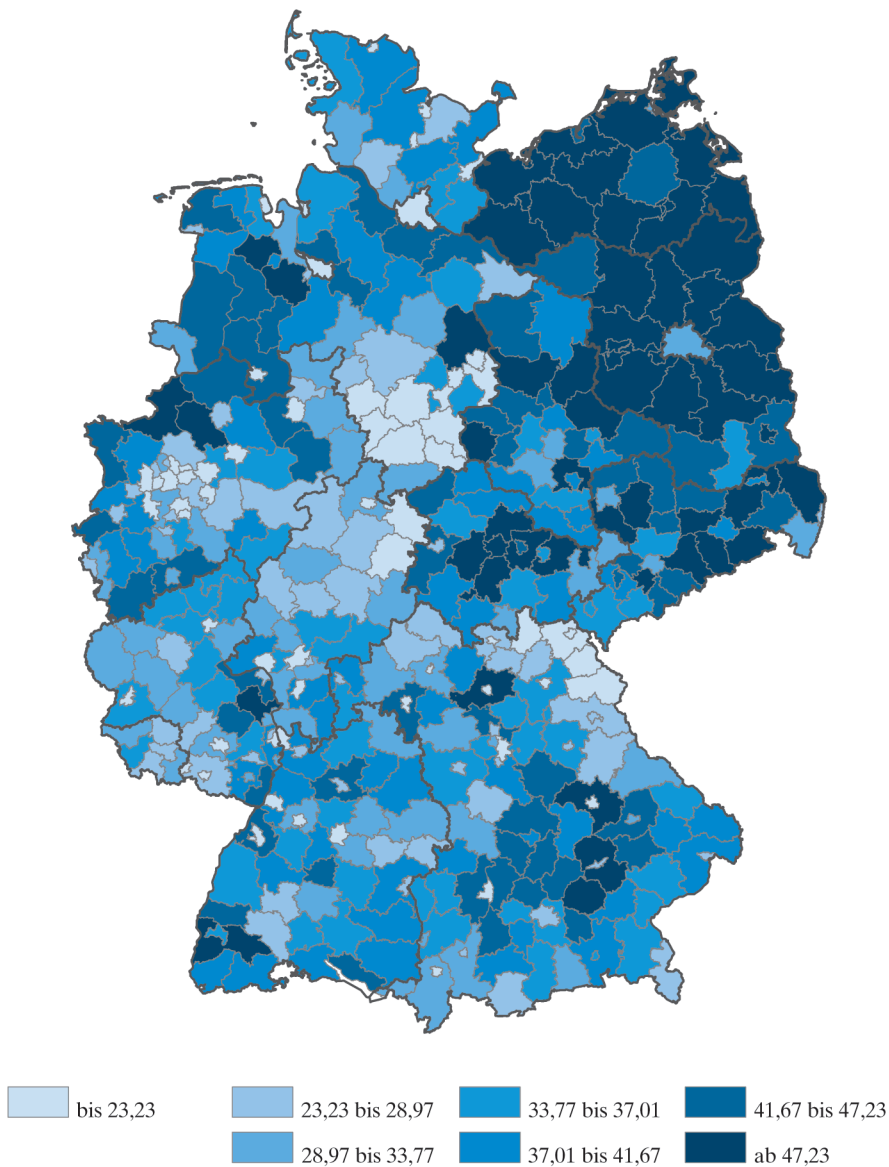 bis 23,23
23,23 bis 28,97
33,77 bis 37,01
41,67 bis 47,23
28,97 bis 33,77
37,01 bis 41,67
ab 47,23